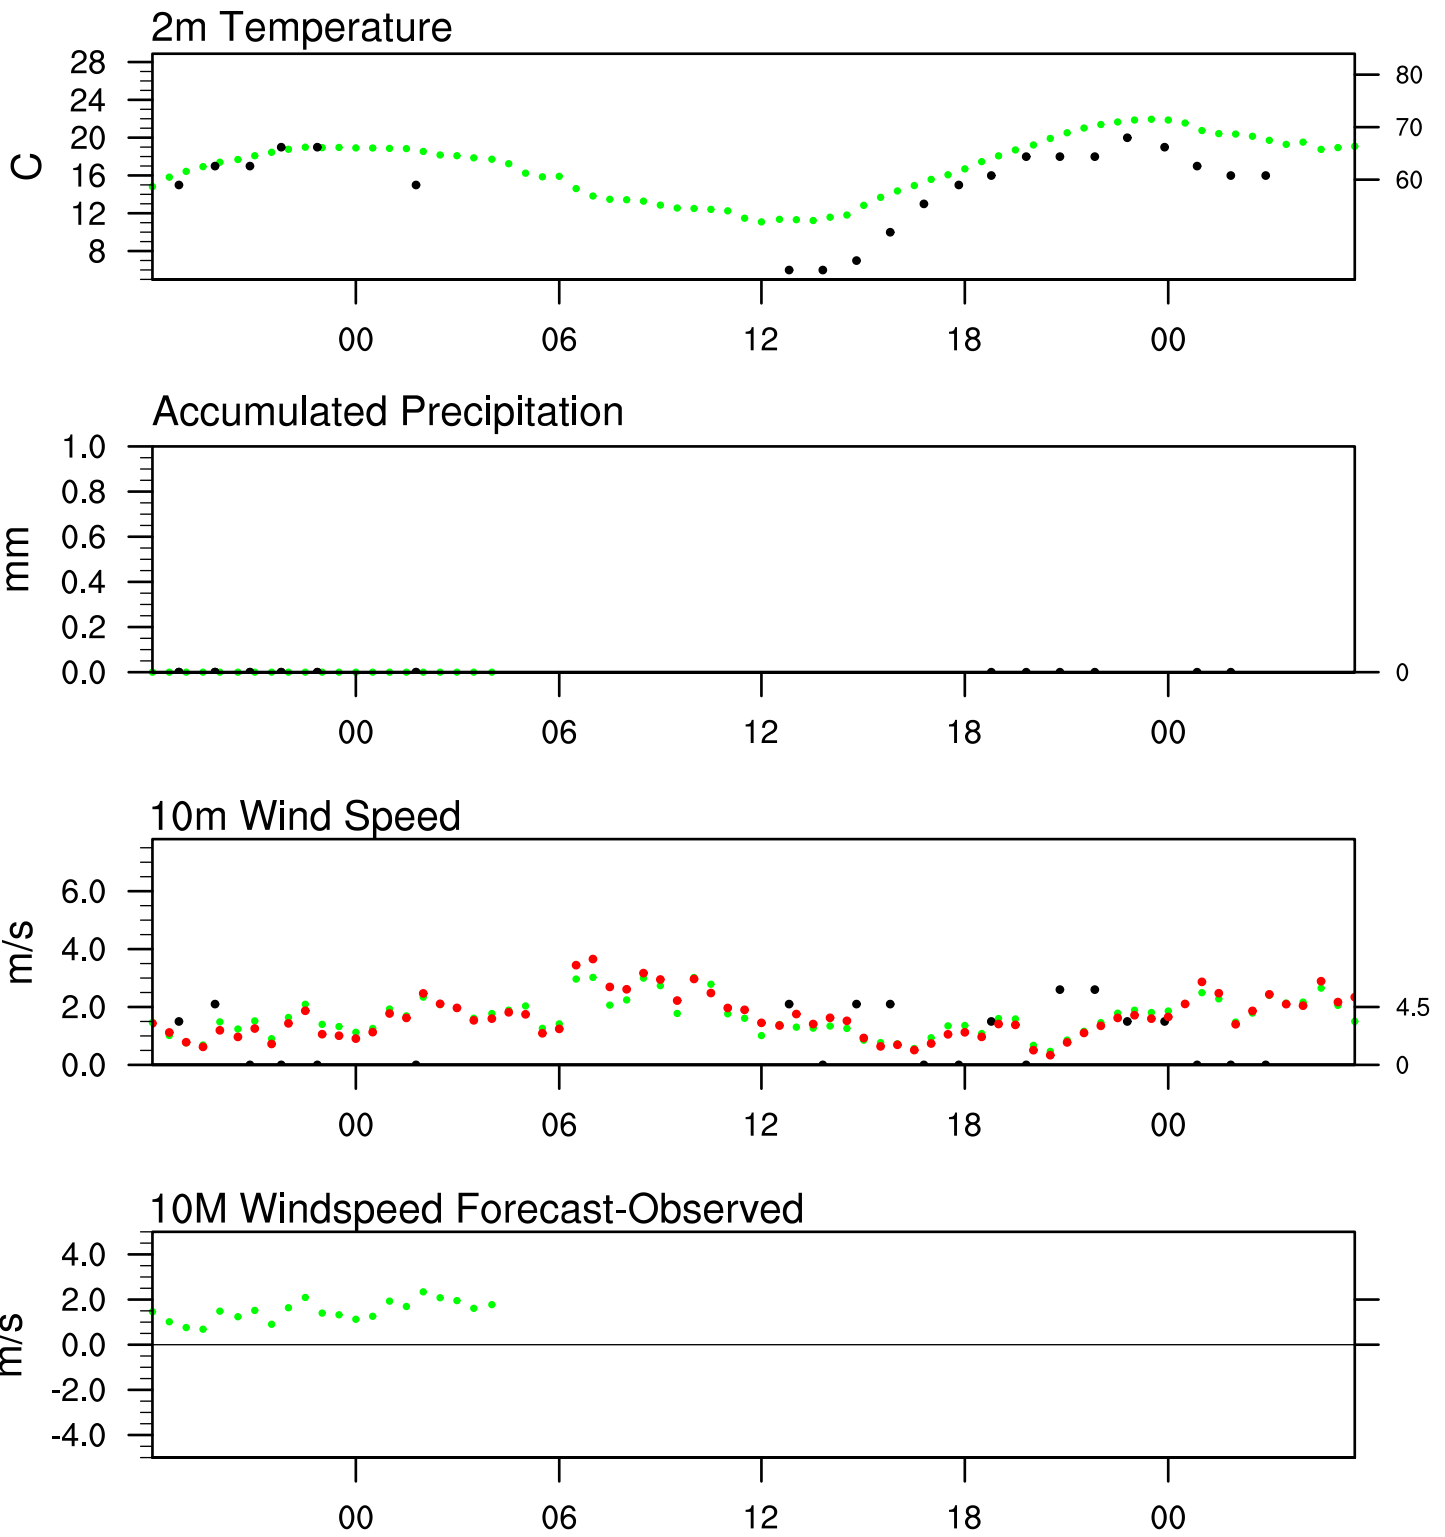 2m Temperature
28
24
20
16
12
8
C
80
70
60
00 06 12 18 00
Accumulated Precipitation
1.0
0.8
0.6
0.4
0.2
0.0
mm
0
00 06 12 18 00
10m Wind Speed
6.0
4.0
2.0
0.0
m/s
4.5
0
00 06 12 18 00
10M Windspeed Forecast-Observed
4.0
2.0
0.0
-2.0
-4.0
m/s
00 06 12 18 00